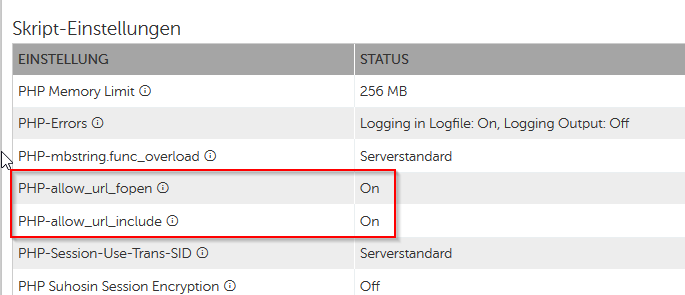 Skript-Einstellungen
EINSTELLUNG STATUS
PHP Memory Limit 256 MB
PHP-Errors Logging in Logfile: On, Logging Output: Off
PHP-mbstring.func_overload Serverstandard
PHP-allow_url_fopen On
PHP-allow_url_include On
PHP-Session-Use-Trans-SID Serverstandard
PHP Suhosin Session Encryption Off